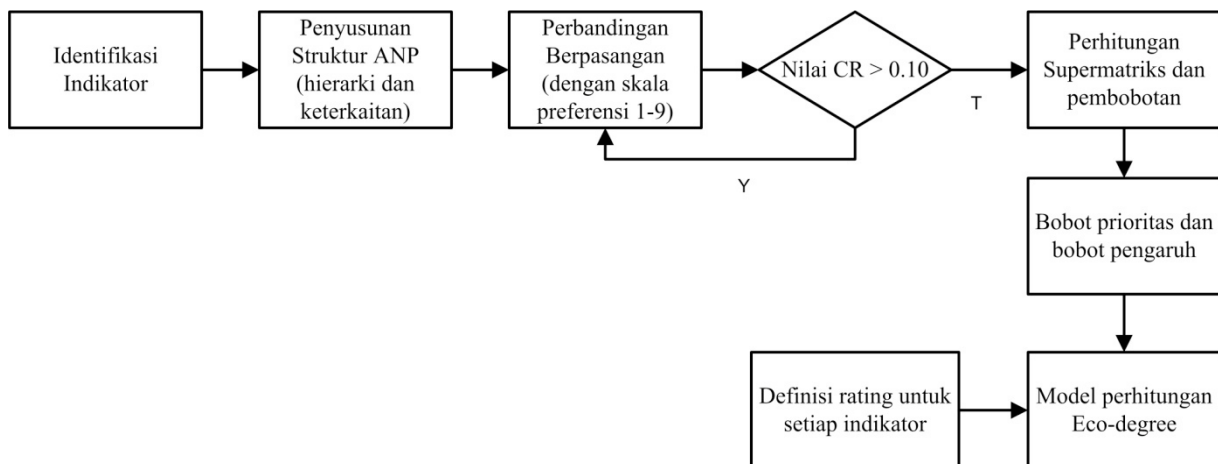 Identifikasi
Indikator
Penyusunan
Struktur ANP
(hierarki dan
keterkaitan)
Perbandingan
Berpasangan
(dengan skala
preferensi 1-9)
Nilai CR > 0.10
T
Y
Perhitungan
Supermatriks dan
pembobotan
Bobot prioritas dan
bobot pengaruh
Definisi rating untuk
setiap indikator
Model perhitungan
Eco-degree